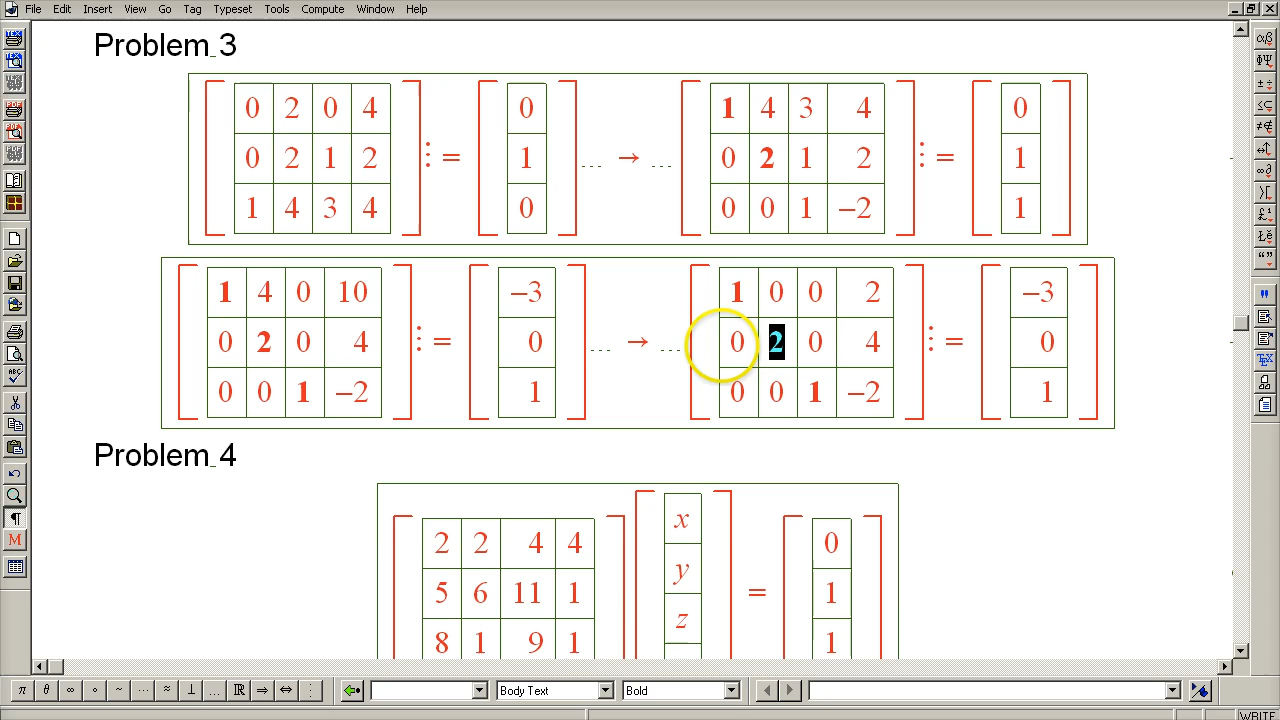 File Edit Insert View Go Tag Typeset Tools Compute Window Help
Problem 3
0 2 0 4 ⋮ = 0 ... → ... 1 4 3 4 ⋮ = 0
0 2 1 2 1 0 2 1 2 1
1 4 3 4 0 0 0 1 −2 1
1 4 0 10 ⋮ = −3 ... → ... 1 0 0 2 ⋮ = −3
0 2 0 4 0 0 2 0 4 0
0 0 1 −2 1 0 0 1 −2 1
Problem 4
2 2 4 4 x = 0
5 6 11 1 y 1
8 1 9 1 z 1
π θ ∞ ∘ ~ ⋯ ≈ ⊥ … ℝ ⇒ ⇔ ⋮ Body Text Bold
WRITE